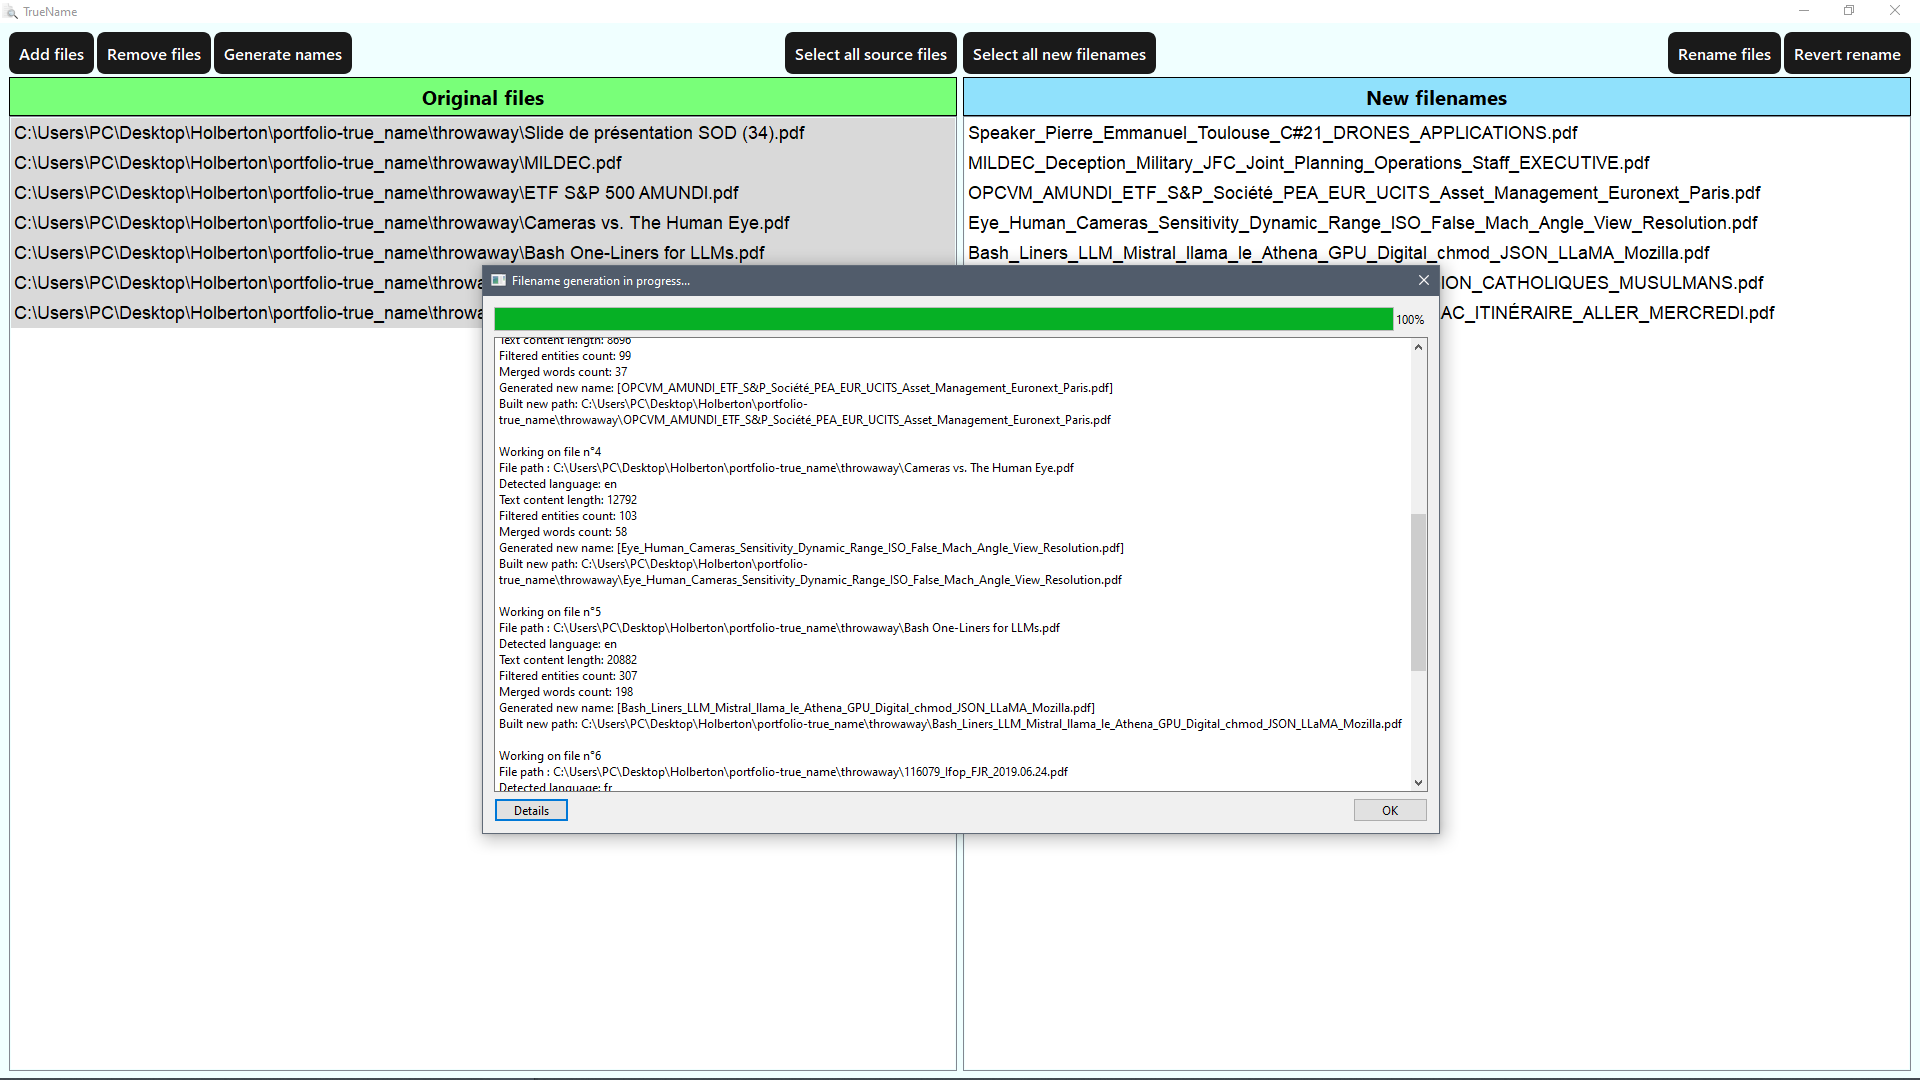 TrueName
Add files
Remove files
Generate names
Select all source files
Select all new filenames
Rename files
Revert rename
Original files
New filenames
C:\Users\PC\Desktop\Holberton\portfolio-true_name\throwaway\Slide de présentation SOD (34).pdf
C:\Users\PC\Desktop\Holberton\portfolio-true_name\throwaway\MILDEC.pdf
C:\Users\PC\Desktop\Holberton\portfolio-true_name\throwaway\ETF S&P 500 AMUNDI.pdf
C:\Users\PC\Desktop\Holberton\portfolio-true_name\throwaway\Cameras vs. The Human Eye.pdf
C:\Users\PC\Desktop\Holberton\portfolio-true_name\throwaway\Bash One-Liners for LLMs.pdf
C:\Users\PC\Desktop\Holberton\portfolio-true_name\throwa
C:\Users\PC\Desktop\Holberton\portfolio-true_name\throwa
Speaker_Pierre_Emmanuel_Toulouse_C#21_DRONES_APPLICATIONS.pdf
MILDEC_Deception_Military_JFC_Joint_Planning_Operations_Staff_EXECUTIVE.pdf
OPCVM_AMUNDI_ETF_S&P_Société_PEA_EUR_UCITS_Asset_Management_Euronext_Paris.pdf
Eye_Human_Cameras_Sensitivity_Dynamic_Range_ISO_False_Mach_Angle_View_Resolution.pdf
Bash_Liners_LLM_Mistral_llama_le_Athena_GPU_Digital_chmod_JSON_LLaMA_Mozilla.pdf
ION_CATHOLIQUES_MUSULMANS.pdf
AC_ITINÉRAIRE_ALLER_MERCREDI.pdf
Filename generation in progress...
100%
Text content length: 8696
Filtered entities count: 99
Merged words count: 37
Generated new name: [OPCVM_AMUNDI_ETF_S&P_Société_PEA_EUR_UCITS_Asset_Management_Euronext_Paris.pdf]
Built new path: C:\Users\PC\Desktop\Holberton\portfolio-
true_name\throwaway\OPCVM_AMUNDI_ETF_S&P_Société_PEA_EUR_UCITS_Asset_Management_Euronext_Paris.pdf
Working on file n°4
File path : C:\Users\PC\Desktop\Holberton\portfolio-true_name\throwaway\Cameras vs. The Human Eye.pdf
Detected language: en
Text content length: 12792
Filtered entities count: 103
Merged words count: 58
Generated new name: [Eye_Human_Cameras_Sensitivity_Dynamic_Range_ISO_False_Mach_Angle_View_Resolution.pdf]
Built new path: C:\Users\PC\Desktop\Holberton\portfolio-
true_name\throwaway\Eye_Human_Cameras_Sensitivity_Dynamic_Range_ISO_False_Mach_Angle_View_Resolution.pdf
Working on file n°5
File path : C:\Users\PC\Desktop\Holberton\portfolio-true_name\throwaway\Bash One-Liners for LLMs.pdf
Detected language: en
Text content length: 20882
Filtered entities count: 307
Merged words count: 198
Generated new name: [Bash_Liners_LLM_Mistral_llama_le_Athena_GPU_Digital_chmod_JSON_LLaMA_Mozilla.pdf]
Built new path: C:\Users\PC\Desktop\Holberton\portfolio-true_name\throwaway\Bash_Liners_LLM_Mistral_llama_le_Athena_GPU_Digital_chmod_JSON_LLaMA_Mozilla.pdf
Working on file n°6
File path : C:\Users\PC\Desktop\Holberton\portfolio-true_name\throwaway\116079_Ifop_FJR_2019.06.24.pdf
Detected language: fr
Details
OK